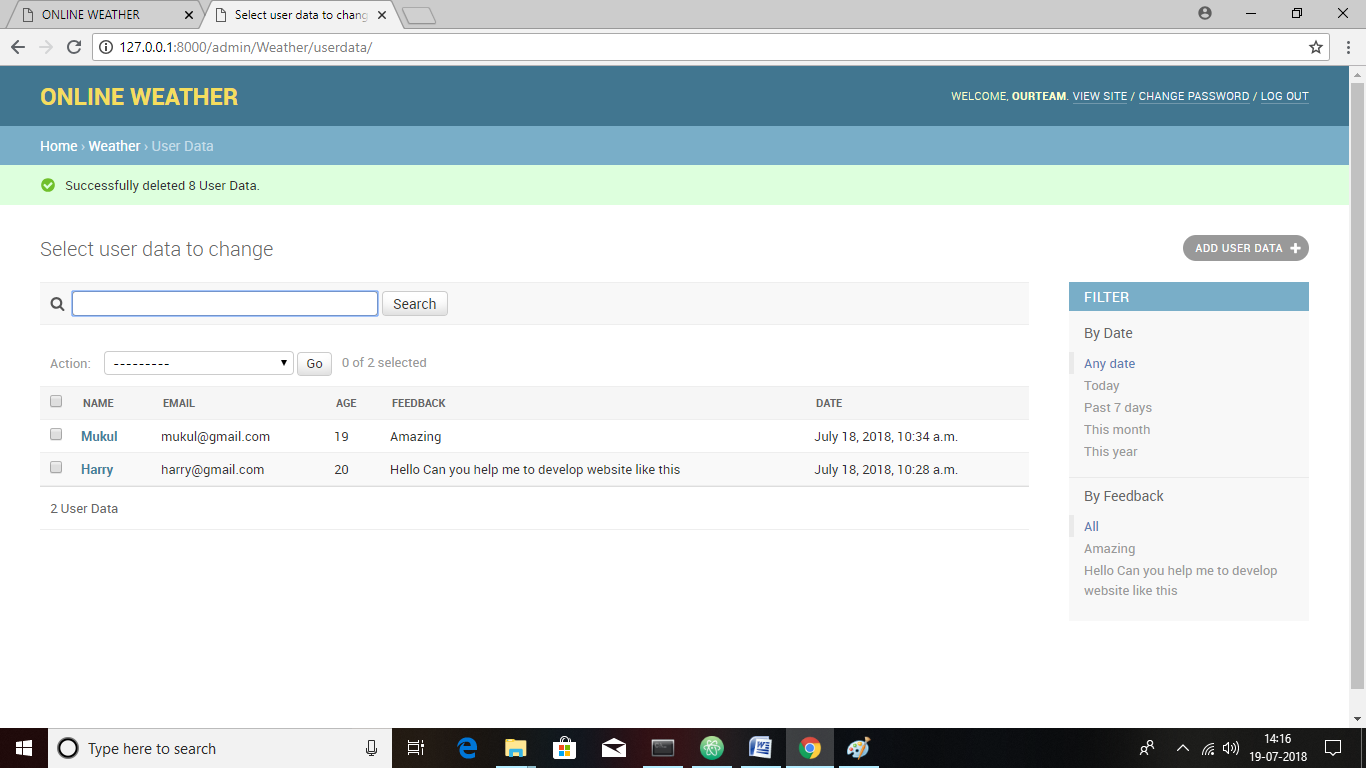 ONLINE WEATHER
Select user data to chang
127.0.0.1:8000/admin/Weather/userdata/
ONLINE WEATHER
WELCOME, OURTEAM. VIEW SITE / CHANGE PASSWORD / LOG OUT
Home › Weather › User Data
Successfully deleted 8 User Data.
Select user data to change
ADD USER DATA +
Search
Action: --------- Go 0 of 2 selected
NAME EMAIL AGE FEEDBACK DATE
Mukul mukul@gmail.com 19 Amazing July 18, 2018, 10:34 a.m.
Harry harry@gmail.com 20 Hello Can you help me to develop website like this July 18, 2018, 10:28 a.m.
2 User Data
FILTER
By Date
Any date
Today
Past 7 days
This month
This year
By Feedback
All
Amazing
Hello Can you help me to develop
website like this
Type here to search
14:16
19-07-2018